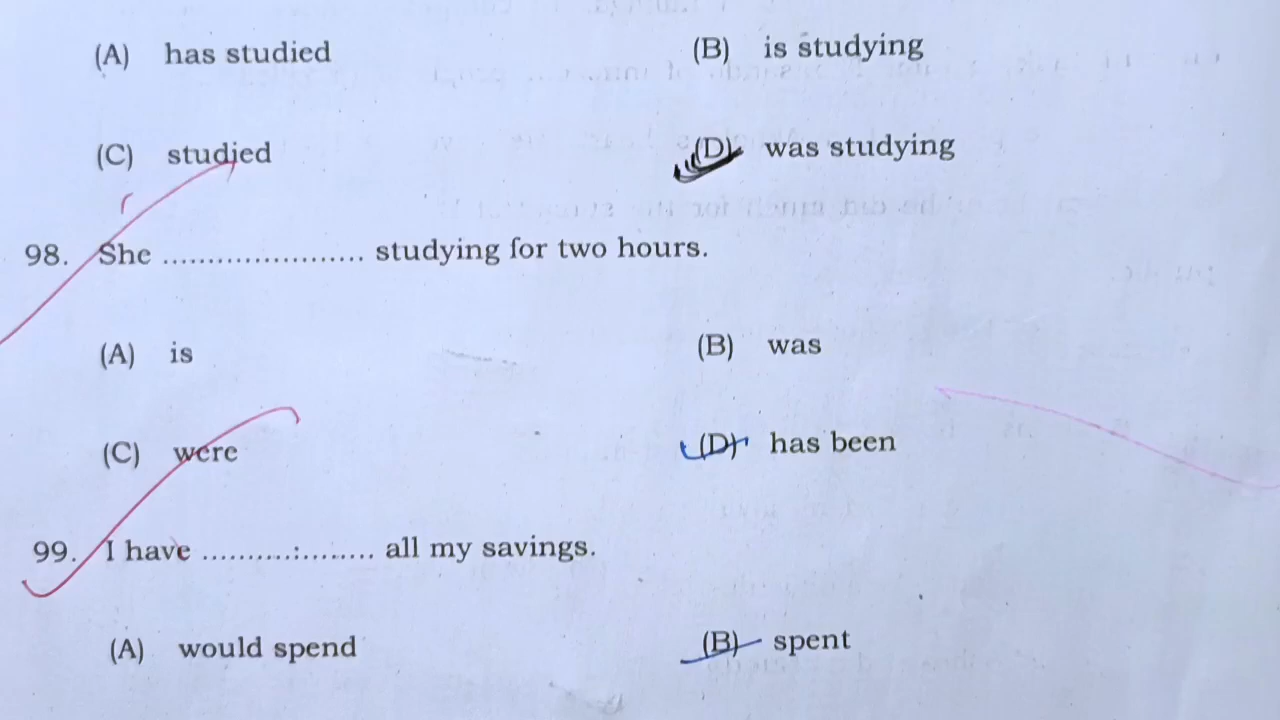 (A) has studied (B) is studying
(C) studied (D) was studying
98. She ..................... studying for two hours.
(A) is (B) was
(C) were (D) has been
99. I have ..........:........ all my savings.
(A) would spend (B) spent